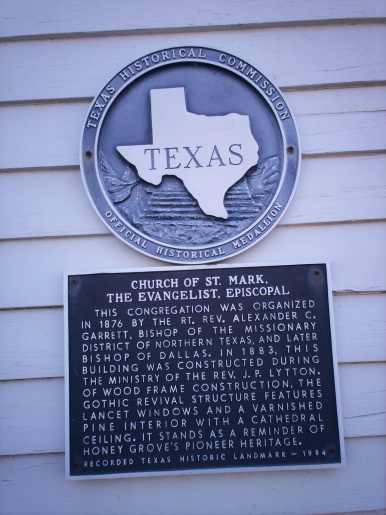 TEXAS HISTORICAL COMMISSION
TEXAS
OFFICIAL HISTORICAL MEDALLION
CHURCH OF ST. MARK,
THE EVANGELIST, EPISCOPAL
THIS CONGREGATION WAS ORGANIZED
IN 1876 BY THE RT. REV. ALEXANDER C.
GARRETT, BISHOP OF THE MISSIONARY
DISTRICT OF NORTHERN TEXAS, AND LATER
BISHOP OF DALLAS. IN 1883, THIS
BUILDING WAS CONSTRUCTED DURING
THE MINISTRY OF THE REV. J. P. LYTTON.
OF WOOD FRAME CONSTRUCTION, THE
GOTHIC REVIVAL STRUCTURE FEATURES
LANCET WINDOWS AND A VARNISHED
PINE INTERIOR WITH A CATHEDRAL
CEILING. IT STANDS AS A REMINDER OF
HONEY GROVE'S PIONEER HERITAGE.
RECORDED TEXAS HISTORIC LANDMARK - 1984